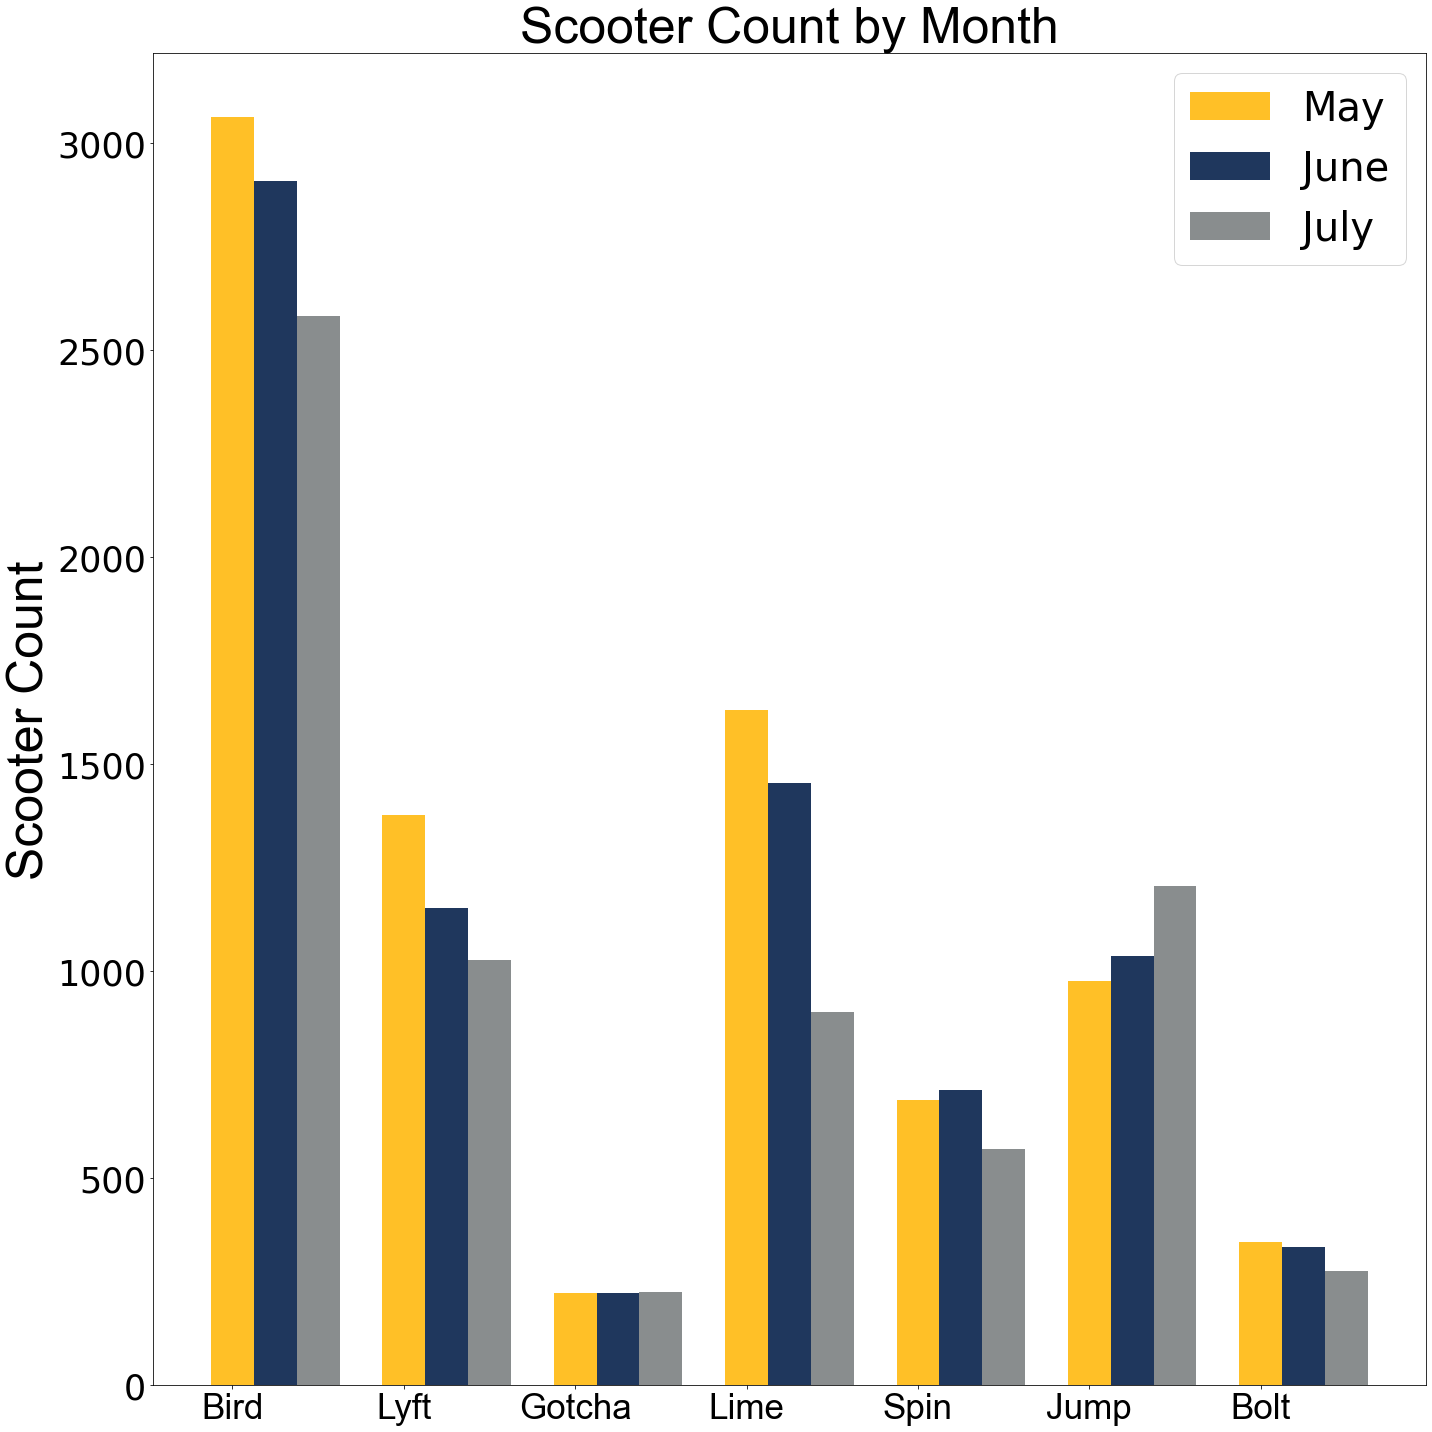 Scooter Count by Month
May
June
July
Scooter Count
3000
2500
2000
1500
1000
500
0
Bird Lyft Gotcha Lime Spin Jump Bolt